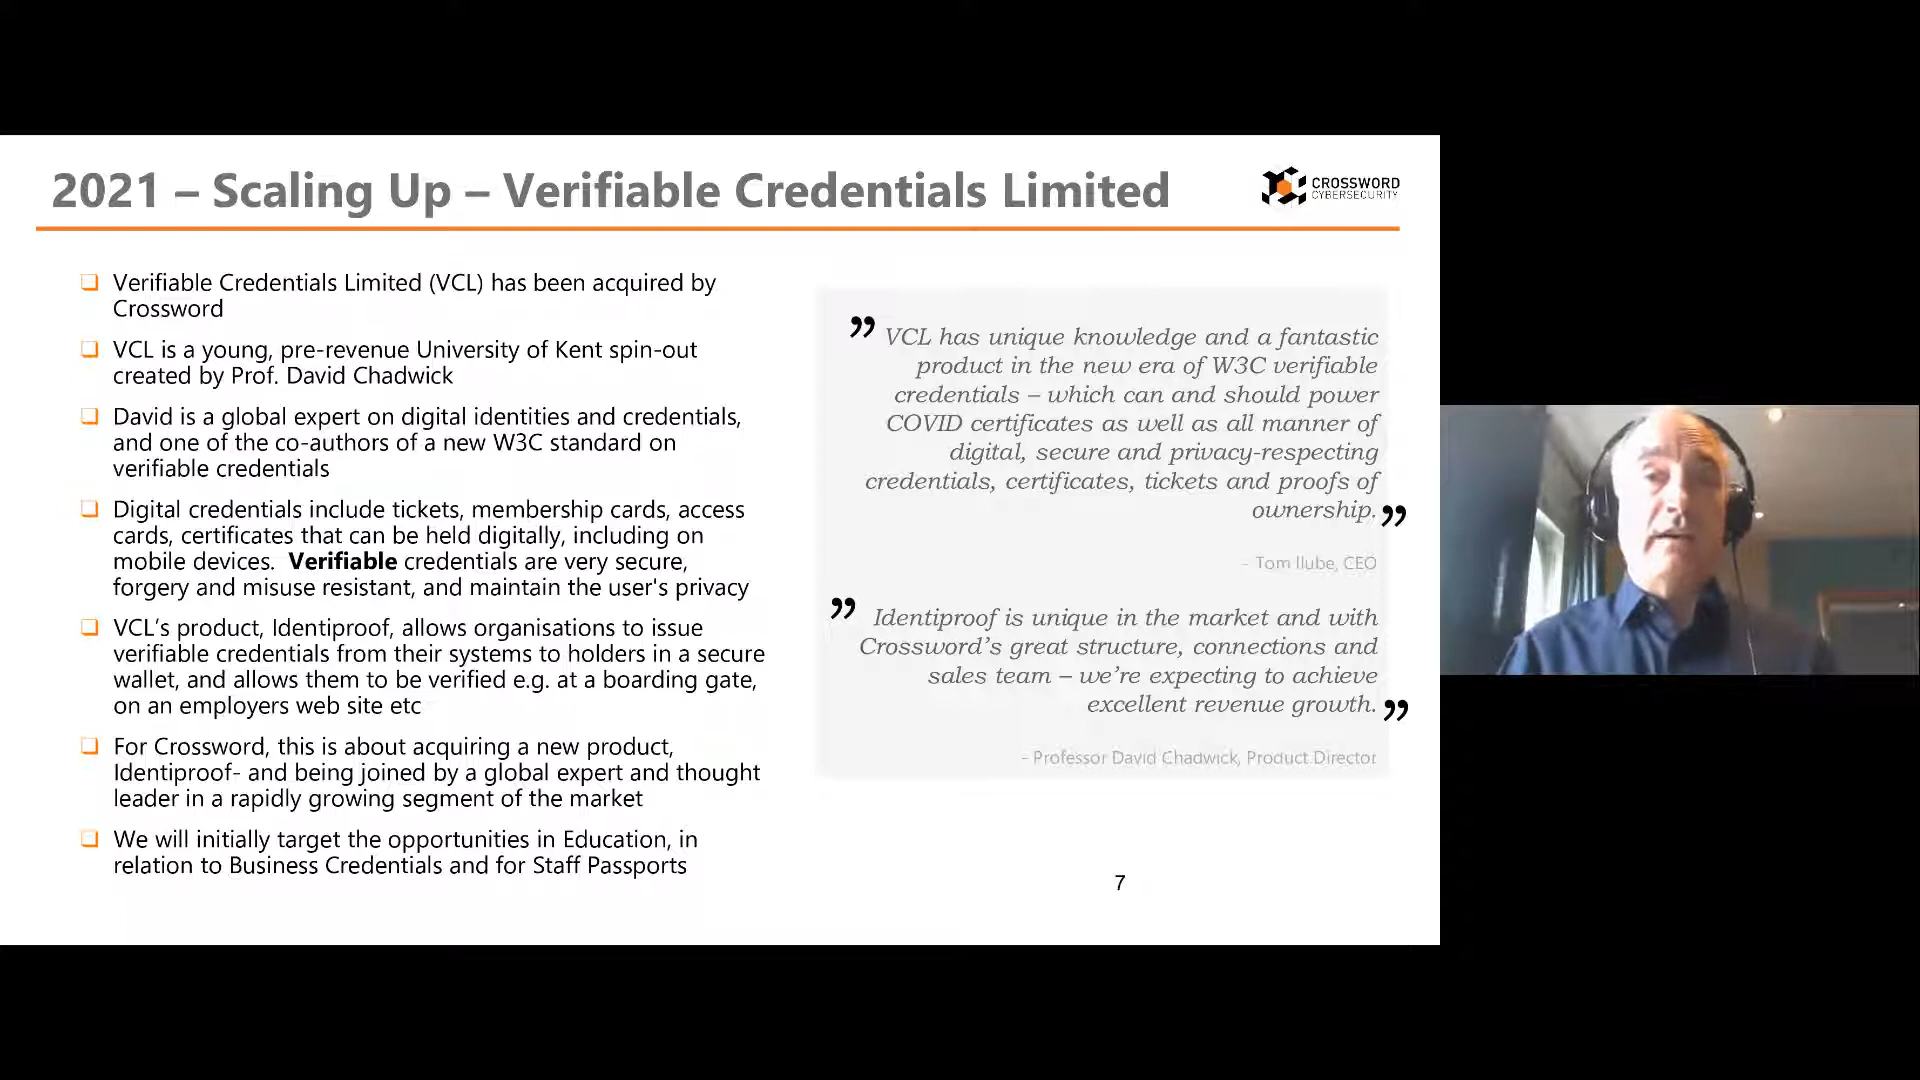 2021 – Scaling Up – Verifiable Credentials Limited
CROSSWORD
CYBERSECURITY
Verifiable Credentials Limited (VCL) has been acquired by
Crossword
VCL is a young, pre-revenue University of Kent spin-out
created by Prof. David Chadwick
David is a global expert on digital identities and credentials,
and one of the co-authors of a new W3C standard on
verifiable credentials
Digital credentials include tickets, membership cards, access
cards, certificates that can be held digitally, including on
mobile devices.  Verifiable credentials are very secure,
forgery and misuse resistant, and maintain the user's privacy
VCL’s product, Identiproof, allows organisations to issue
verifiable credentials from their systems to holders in a secure
wallet, and allows them to be verified e.g. at a boarding gate,
on an employers web site etc
For Crossword, this is about acquiring a new product,
Identiproof- and being joined by a global expert and thought
leader in a rapidly growing segment of the market
We will initially target the opportunities in Education, in
relation to Business Credentials and for Staff Passports
” VCL has unique knowledge and a fantastic
product in the new era of W3C verifiable
credentials – which can and should power
COVID certificates as well as all manner of
digital, secure and privacy-respecting
credentials, certificates, tickets and proofs of
ownership. ”
– Tom Ilube, CEO
” Identiproof is unique in the market and with
Crossword’s great structure, connections and
sales team – we’re expecting to achieve
excellent revenue growth. ”
– Professor David Chadwick, Product Director
7